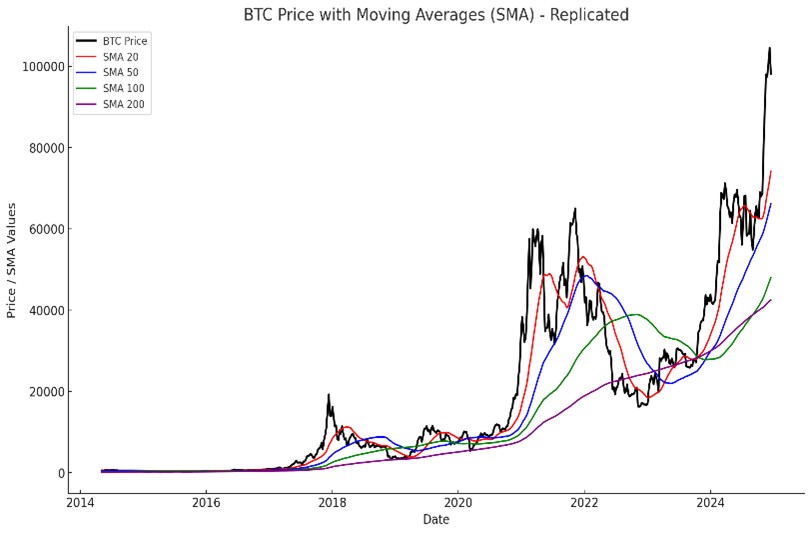 BTC Price with Moving Averages (SMA) - Replicated
BTC Price
SMA 20
SMA 50
SMA 100
SMA 200
Price / SMA Values
100000
80000
60000
40000
20000
0
2014 2016 2018 2020 2022 2024
Date